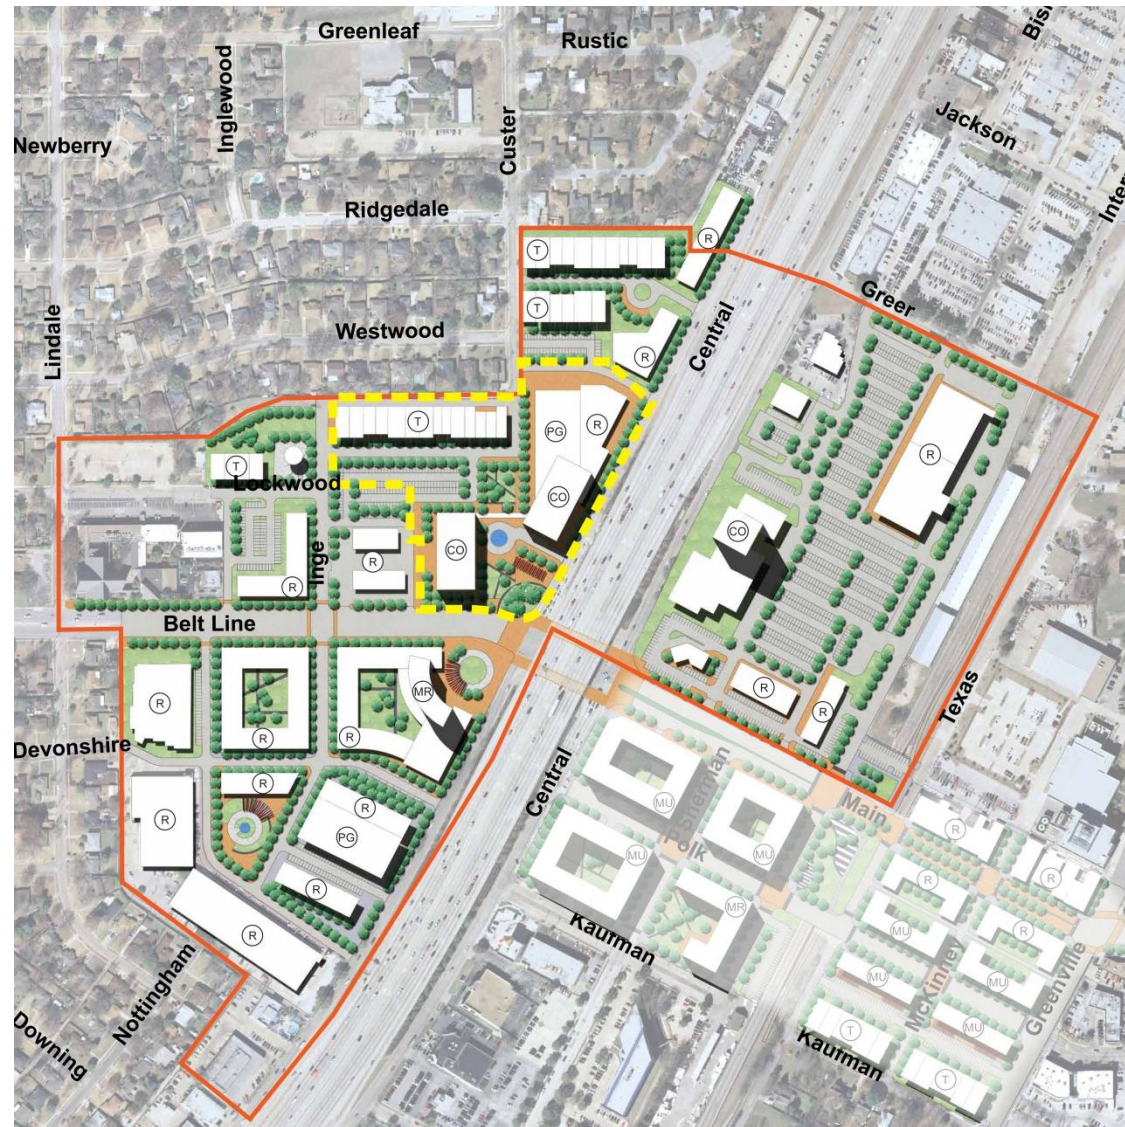 Greenleaf
Rustic
Inglewood
Custer
Newberry
Jackson
Ridgedale
T
R
Greer
T
Westwood
Central
Lindale
R
T
PG
R
R
T
Lockwood
CO
CO
CO
R
Inge
R
Belt Line
MR
R
R
R
R
Texas
Devonshire
R
R
R
Central
Sherman
MU
Main
R
PG
Polk
MU
MU
R
R
R
R
MR
Kaufman
MU
R
McKinley
MU
MU
Greenville
Nottingham
MU
T
Kaufman
T
Downing